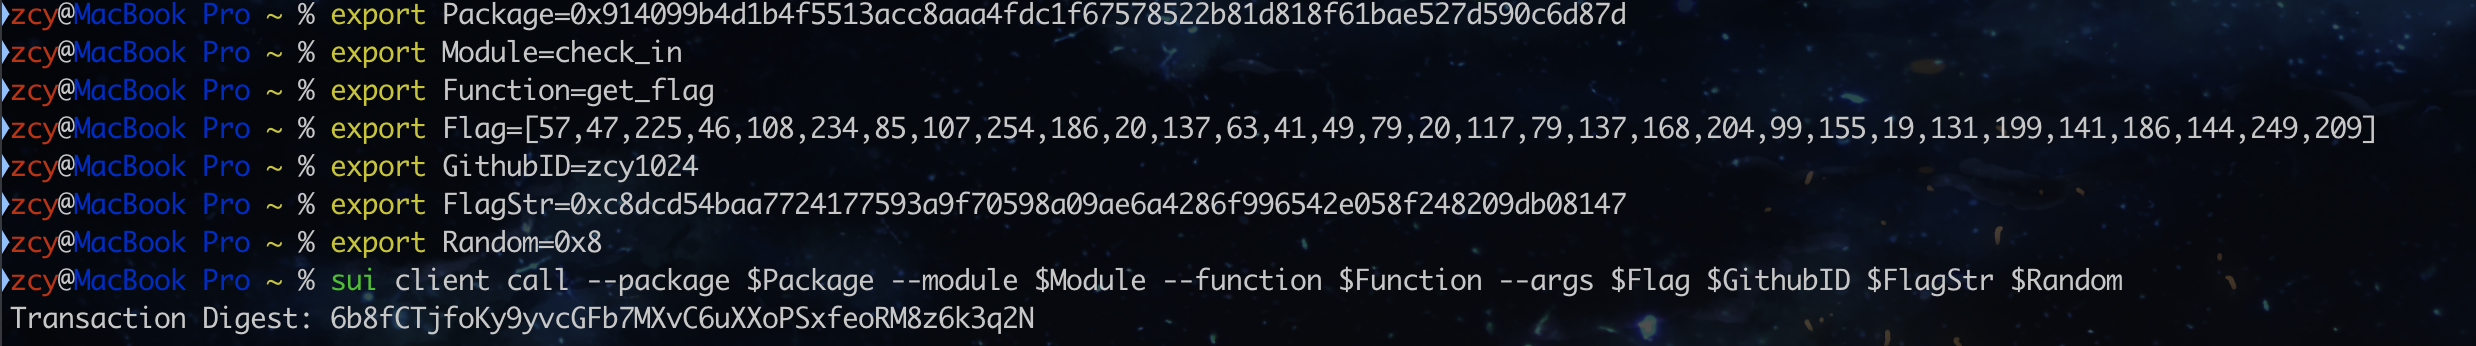 zcy@MacBook Pro ~ % export Package=0x914099b4d1b4f5513acc8aaa4fdc1f67578522b81d818f61bae527d590c6d87d
zcy@MacBook Pro ~ % export Module=check_in
zcy@MacBook Pro ~ % export Function=get_flag
zcy@MacBook Pro ~ % export Flag=[57,47,225,46,108,234,85,107,254,186,20,137,63,41,49,79,20,117,79,137,168,204,99,155,19,131,199,141,186,144,249,209]
zcy@MacBook Pro ~ % export GithubID=zcy1024
zcy@MacBook Pro ~ % export FlagStr=0xc8dcd54baa7724177593a9f70598a09ae6a4286f996542e058f248209db08147
zcy@MacBook Pro ~ % export Random=0x8
zcy@MacBook Pro ~ % sui client call --package $Package --module $Module --function $Function --args $Flag $GithubID $FlagStr $Random
Transaction Digest: 6b8fCTjfoKy9yvcGFb7MXvC6uXXoPSxfeoRM8z6k3q2N